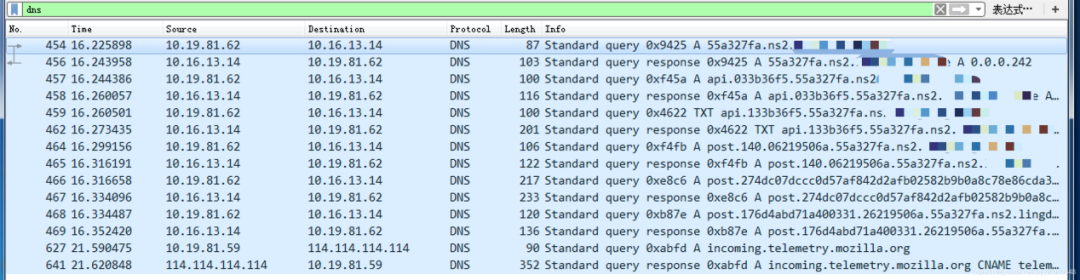 dns
表达式…
+
No. Time Source Destination Protocol Length Info
454 16.225898 10.19.81.62 10.16.13.14 DNS 87 Standard query 0x9425 A 55a327fa.ns2.
456 16.243958 10.16.13.14 10.19.81.62 DNS 103 Standard query response 0x9425 A 55a327fa.ns2. A 0.0.0.242
457 16.244386 10.19.81.62 10.16.13.14 DNS 100 Standard query 0xf45a A api.033b36f5.55a327fa.ns2
458 16.260057 10.16.13.14 10.19.81.62 DNS 116 Standard query response 0xf45a A api.033b36f5.55a327fa.ns2. e A…
459 16.260501 10.19.81.62 10.16.13.14 DNS 100 Standard query 0x4622 TXT api.133b36f5.55a327fa.ns2.
462 16.273435 10.16.13.14 10.19.81.62 DNS 201 Standard query response 0x4622 TXT api.133b36f5.55a327fa.ns2.
464 16.299156 10.19.81.62 10.16.13.14 DNS 106 Standard query 0xf4fb A post.140.06219506a.55a327fa.ns2.
465 16.316191 10.16.13.14 10.19.81.62 DNS 122 Standard query response 0xf4fb A post.140.06219506a.55a327fa.ns2.
466 16.316658 10.19.81.62 10.16.13.14 DNS 217 Standard query 0xe8c6 A post.274dc07dccc0d57af842d2afb02582b9b0a8c78e86cda3…
467 16.334096 10.16.13.14 10.19.81.62 DNS 233 Standard query response 0xe8c6 A post.274dc07dccc0d57af842d2afb02582b9b0a8c…
468 16.334487 10.19.81.62 10.16.13.14 DNS 120 Standard query 0xb87e A post.176d4abd71a400331.26219506a.55a327fa.ns2.lingd…
469 16.352420 10.16.13.14 10.19.81.62 DNS 136 Standard query response 0xb87e A post.176d4abd71a400331.26219506a.55a327fa…
627 21.590475 10.19.81.59 114.114.114.114 DNS 90 Standard query 0xabfd A incoming.telemetry.mozilla.org
641 21.620848 114.114.114.114 10.19.81.59 DNS 352 Standard query response 0xabfd A incoming.telemetry.mozilla.org CNAME telem…